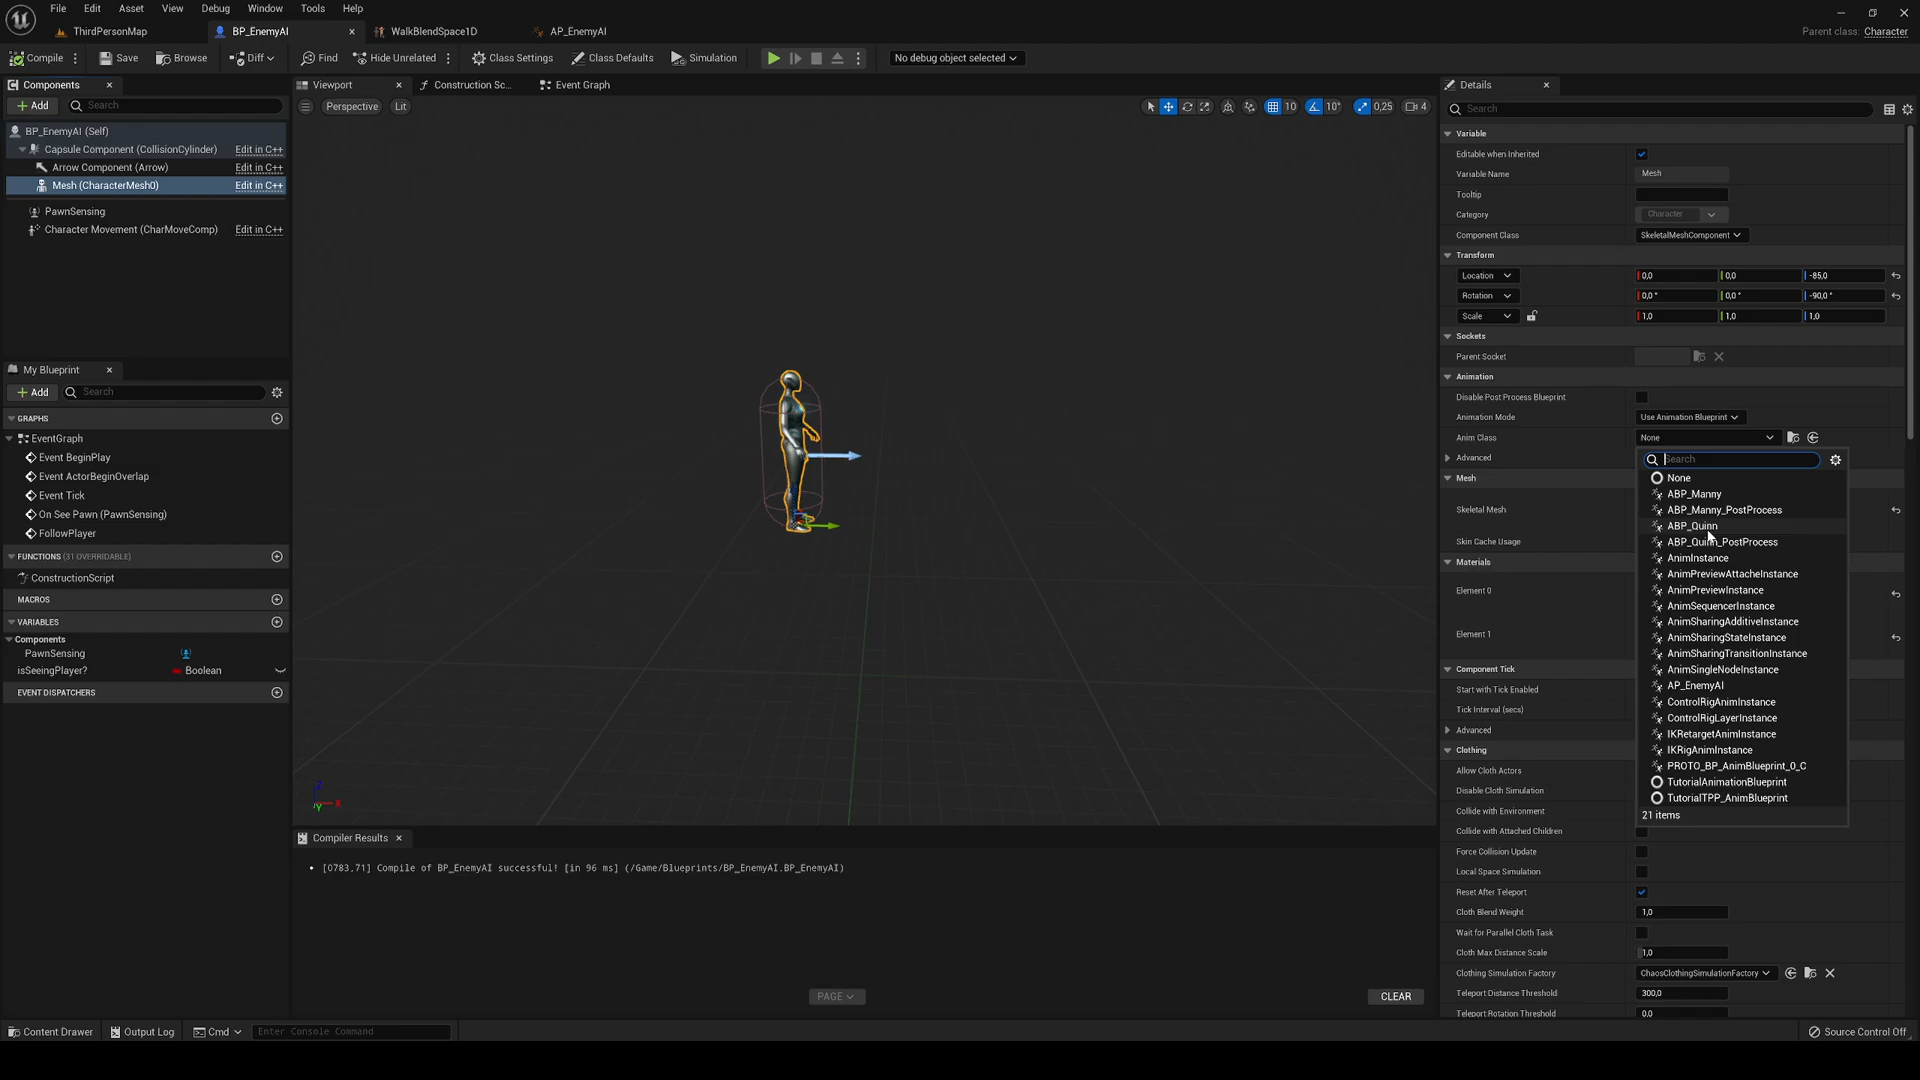 File Edit Asset View Debug Window Tools Help
ThirdPersonMap BP_EnemyAI WalkBlendSpace1D AP_EnemyAI Parent class: Character
Compile Save Browse Diff Find Hide Unrelated Class Settings Class Defaults Simulation No debug object selected
Components Viewport Construction Sc... Event Graph Details
Add Search Perspective Lit 10 10° 0,25 4 Search
BP_EnemyAI (Self) Variable
Capsule Component (CollisionCylinder) Edit in C++ Editable when Inherited
Arrow Component (Arrow) Edit in C++ Variable Name Mesh
Mesh (CharacterMesh0) Edit in C++ Tooltip
PawnSensing Category Character
Character Movement (CharMoveComp) Edit in C++ Component Class SkeletalMeshComponent
Transform
Location 0,0 0,0 -85,0
Rotation 0,0 ° 0,0 ° -90,0 °
Scale 1,0 1,0 1,0
Sockets
Parent Socket
My Blueprint Animation
Add Search Disable Post Process Blueprint
GRAPHS Animation Mode Use Animation Blueprint
EventGraph Anim Class None
Event BeginPlay Advanced Search
Event ActorBeginOverlap Mesh None
Event Tick ABP_Manny
On See Pawn (PawnSensing) Skeletal Mesh ABP_Manny_PostProcess
FollowPlayer ABP_Quinn
FUNCTIONS (31 OVERRIDABLE) Skin Cache Usage ABP_Quinn_PostProcess
ConstructionScript Materials AnimInstance
MACROS AnimPreviewAttacheInstance
VARIABLES Element 0 AnimPreviewInstance
Components AnimSequencerInstance
PawnSensing AnimSharingAdditiveInstance
isSeeingPlayer? Boolean Element 1 AnimSharingStateInstance
EVENT DISPATCHERS AnimSharingTransitionInstance
Component Tick AnimSingleNodeInstance
Start with Tick Enabled AP_EnemyAI
Tick Interval (secs) ControlRigAnimInstance
ControlRigLayerInstance
Advanced IKRetargetAnimInstance
Clothing IKRigAnimInstance
Allow Cloth Actors PROTO_BP_AnimBlueprint_0_C
Disable Cloth Simulation TutorialAnimationBlueprint
Z X Y TutorialTPP_AnimBlueprint
Collide with Environment 21 items
Compiler Results Collide with Attached Children
Force Collision Update
[0783,71] Compile of BP_EnemyAI successful! [in 96 ms] (/Game/Blueprints/BP_EnemyAI.BP_EnemyAI) Local Space Simulation
Reset After Teleport
Cloth Blend Weight 1,0
Wait for Parallel Cloth Task
Cloth Max Distance Scale 1,0
Clothing Simulation Factory ChaosClothingSimulationFactory
PAGE CLEAR Teleport Distance Threshold 300,0
Teleport Rotation Threshold 0,0
Content Drawer Output Log Cmd Enter Console Command Source Control Off